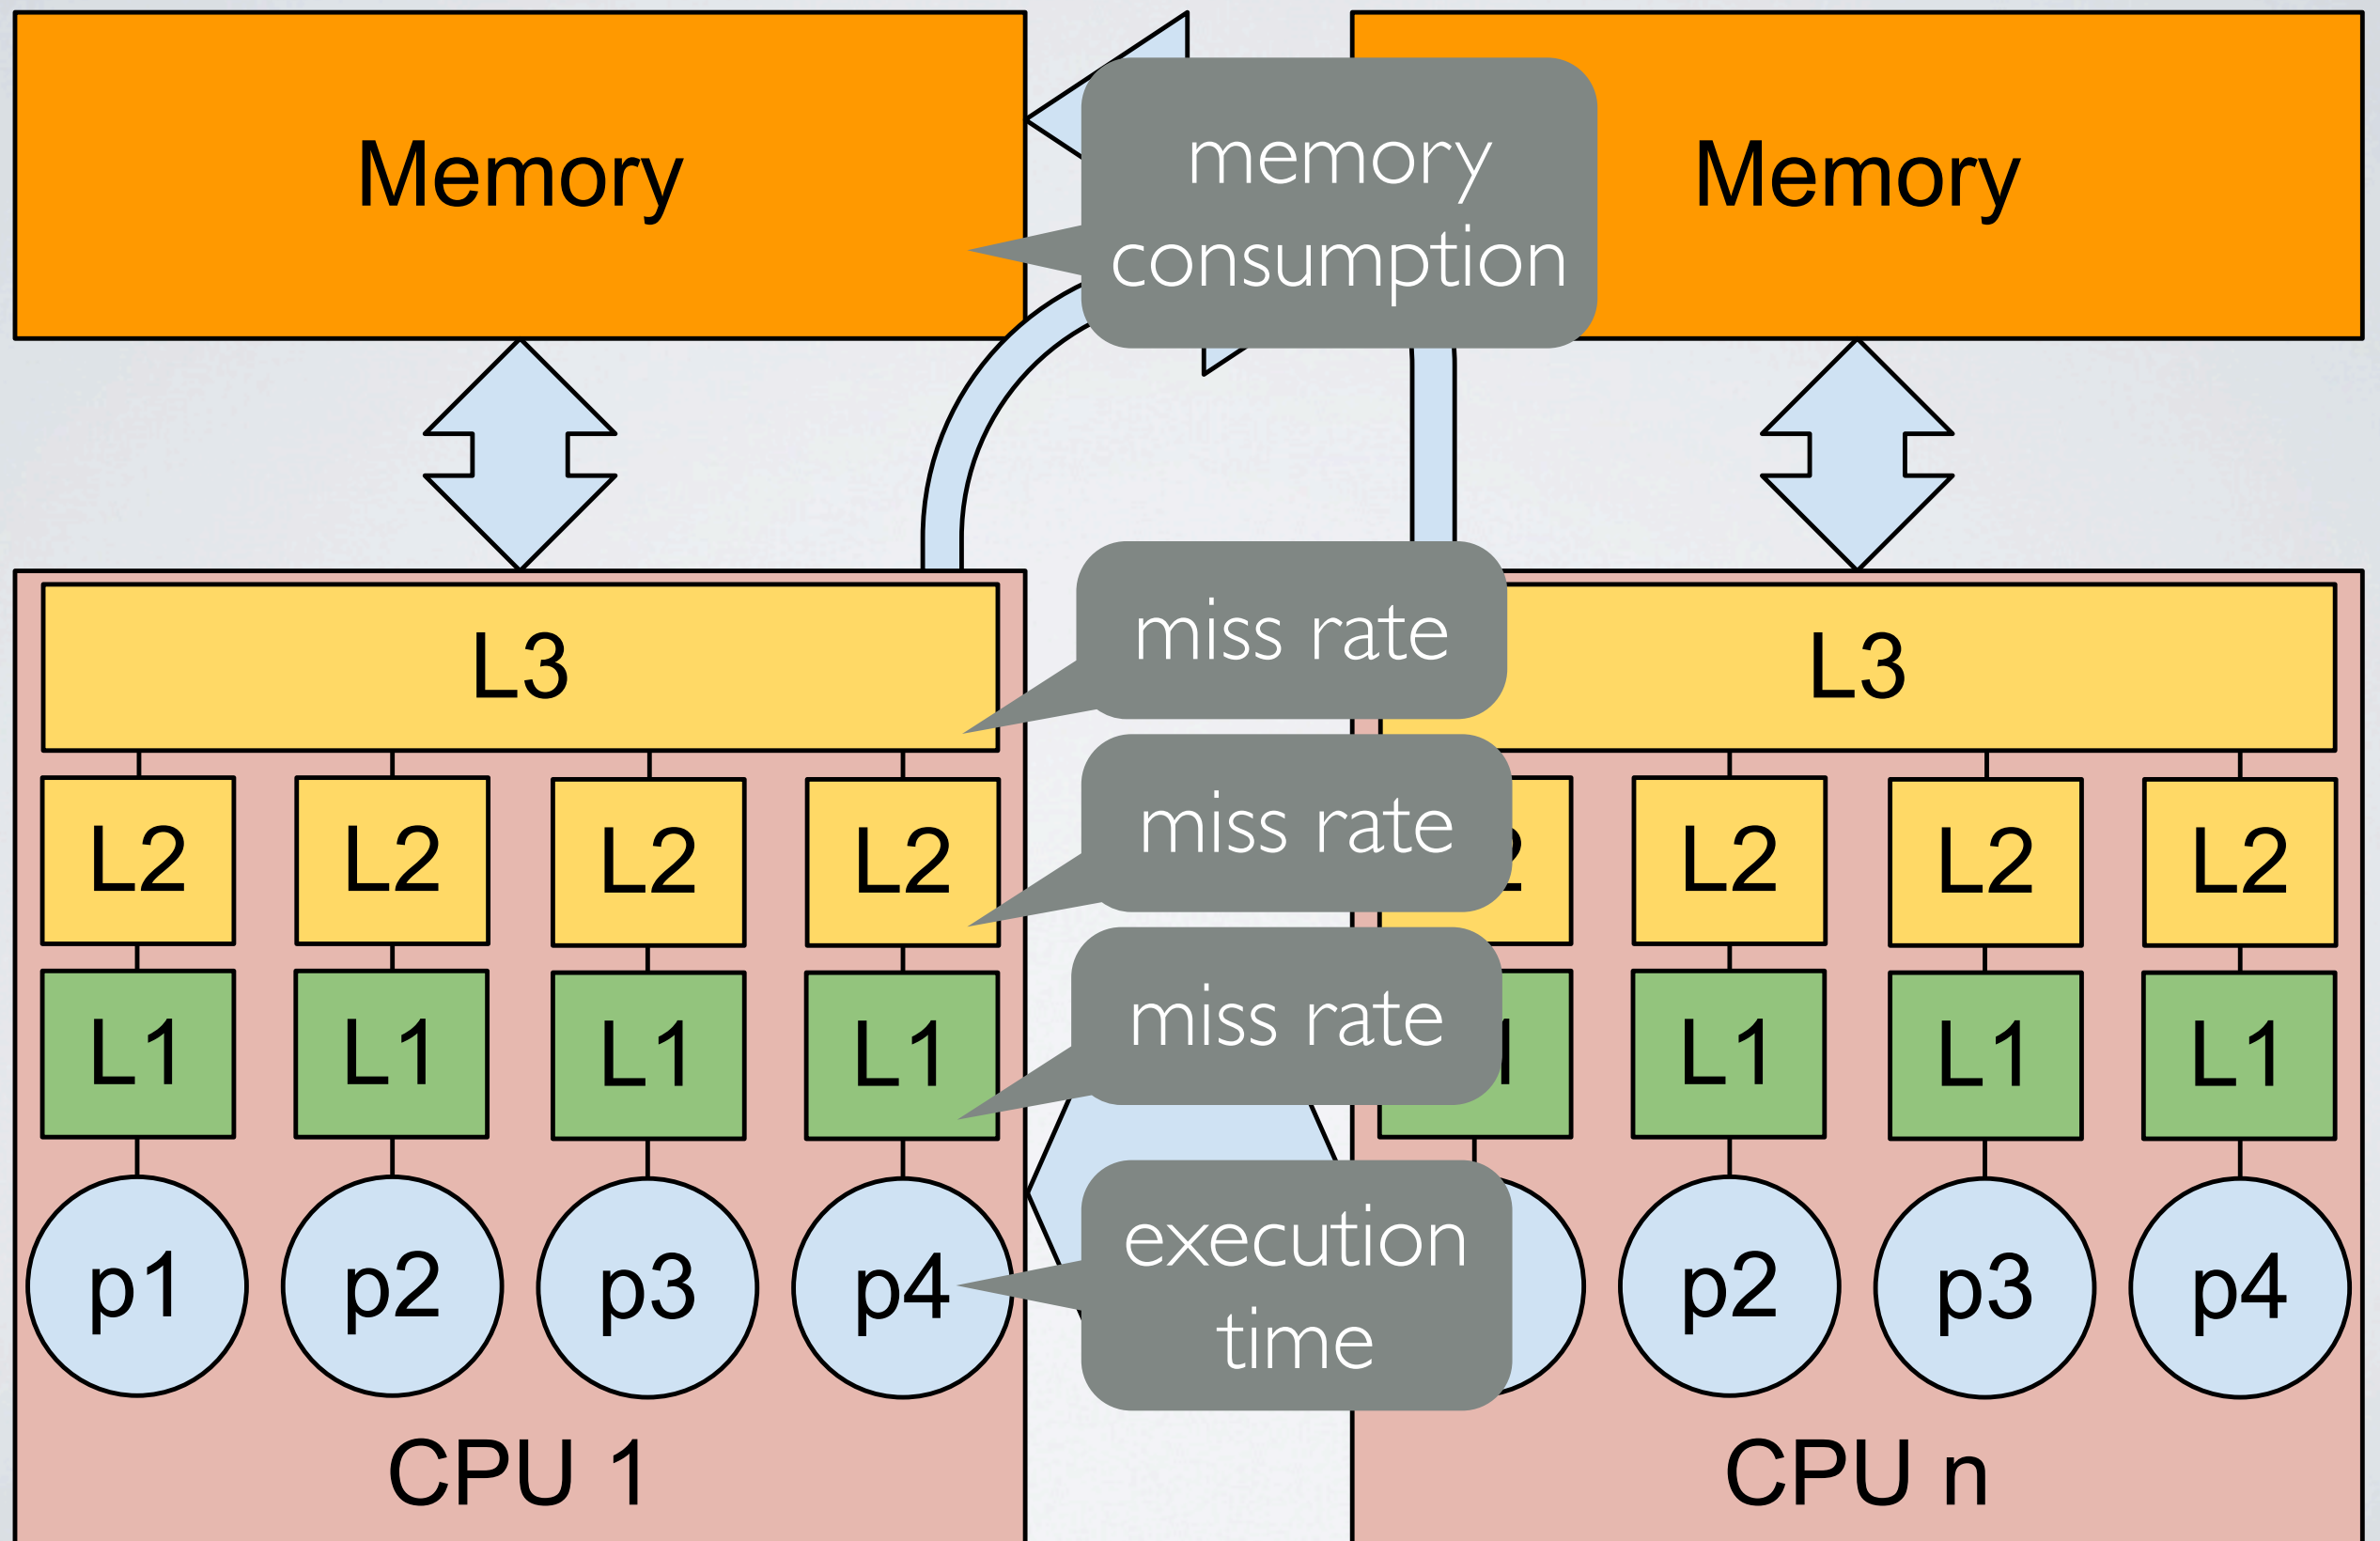 Memory
memory
consumption
Memory
L3
miss rate
L3
L2 L2 L2 L2
miss rate
L2 L2 L2
L1 L1 L1 L1
miss rate
L1 L1 L1
p1 p2 p3 p4
execution
time
p2 p3 p4
CPU 1
CPU n